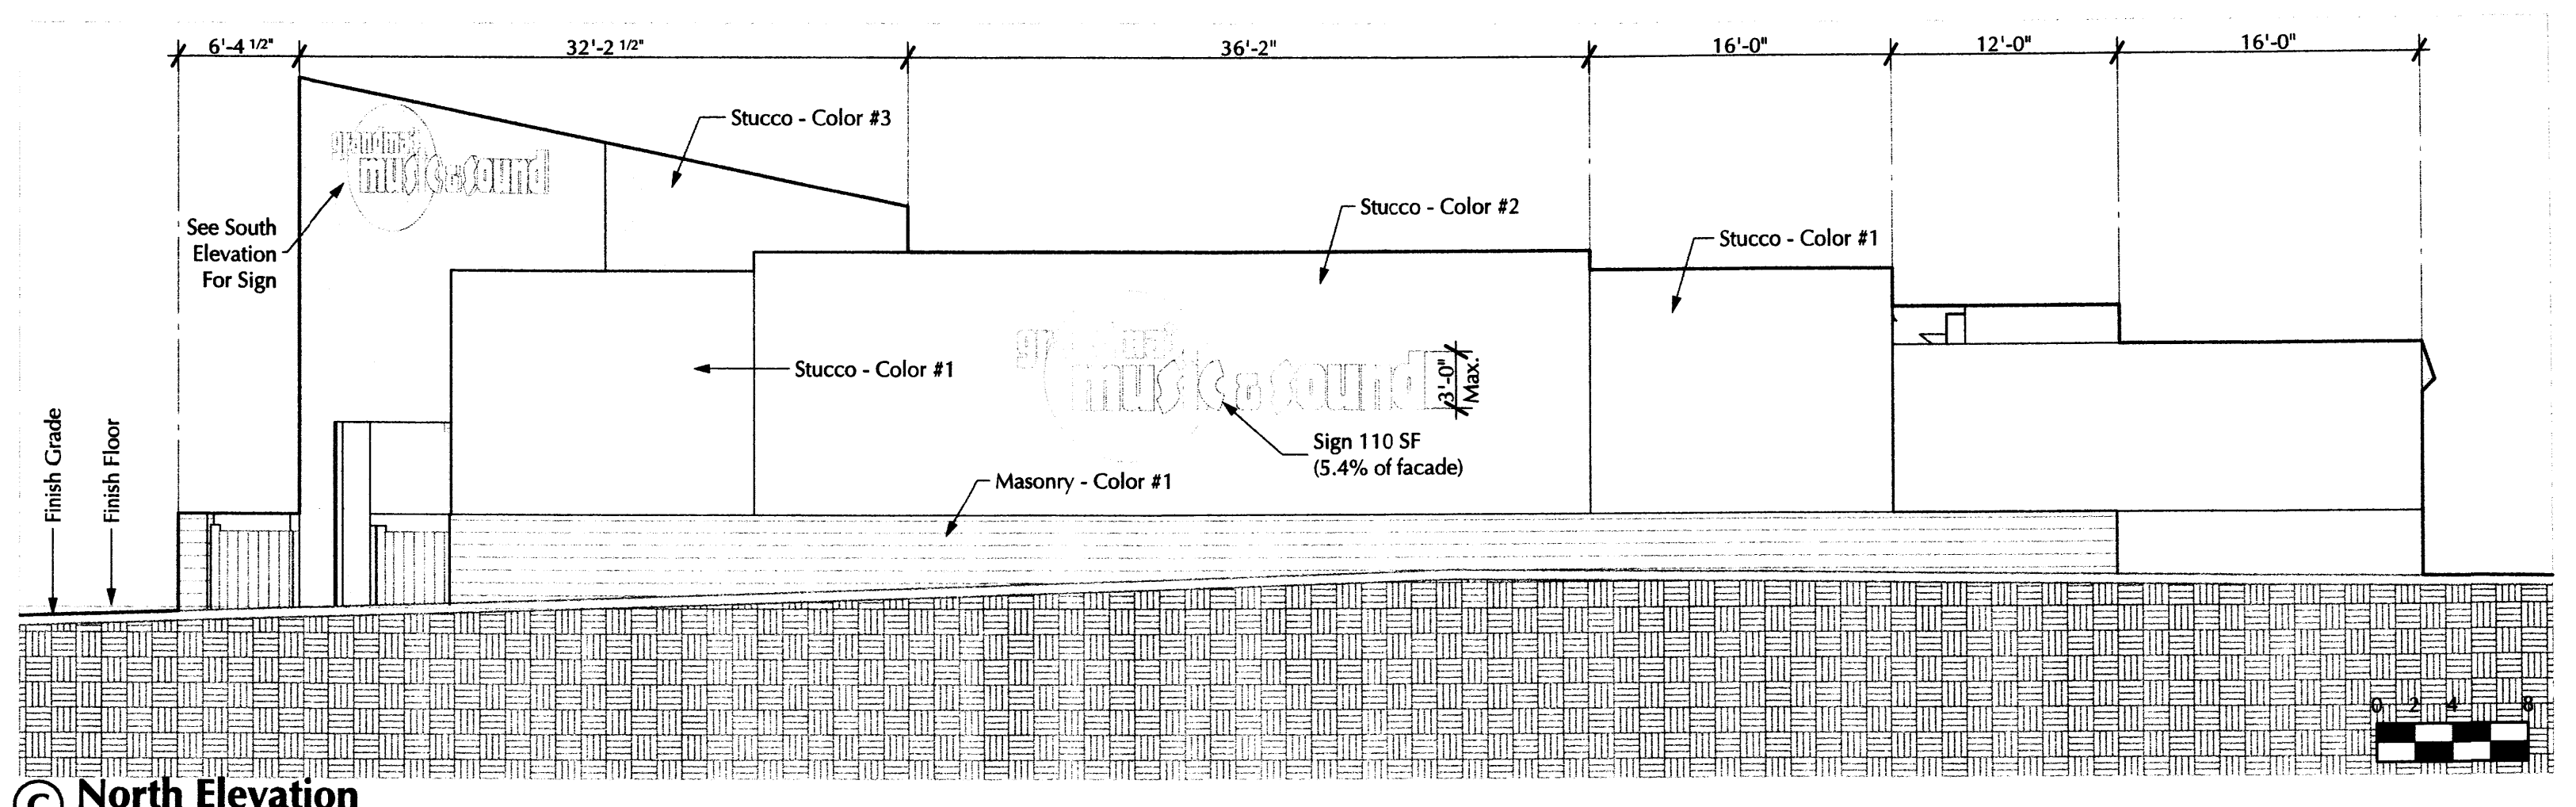 6'-4 1/2" 32'-2 1/2" 36'-2" 16'-0" 12'-0" 16'-0"
Stucco - Color #3
grandma's
music & sound
See South
Elevation
For Sign
Stucco - Color #2
Stucco - Color #1
grandma's
music & sound
3'-0"
Max.
Stucco - Color #1
Sign 110 SF
(5.4% of facade)
Masonry - Color #1
Finish Grade
Finish Floor
0 2 4 8
C North Elevation